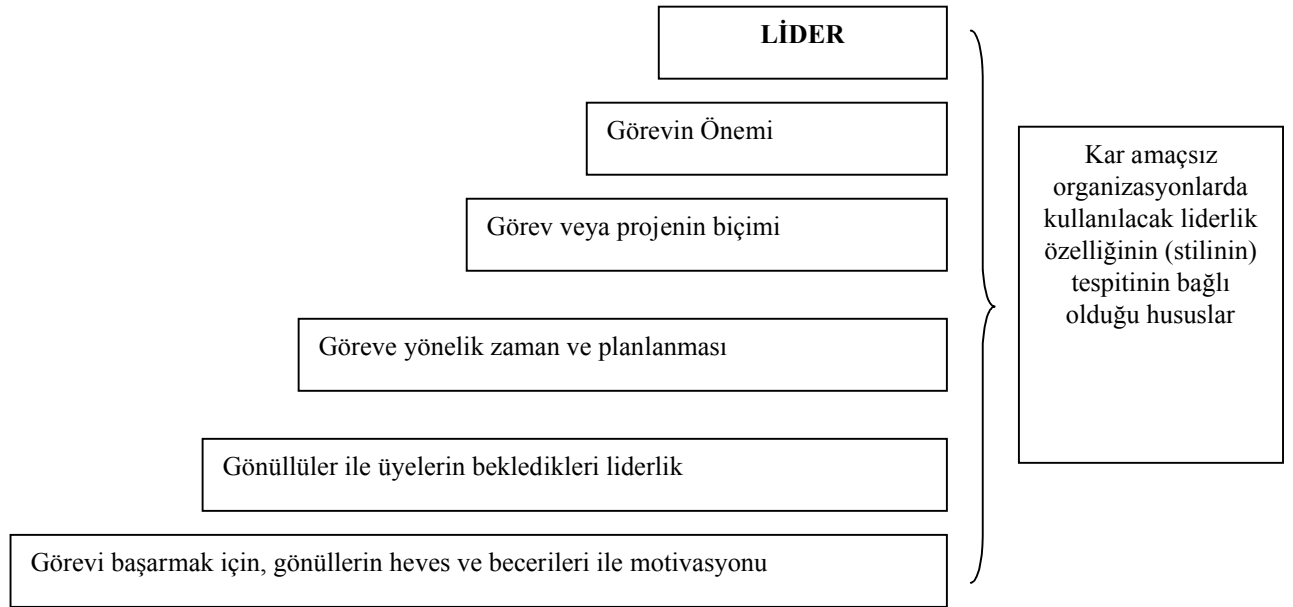 LİDER
Görevin Önemi
Görev veya projenin biçimi
Göreve yönelik zaman ve planlanması
Gönüllüler ile üyelerin bekledikleri liderlik
Görevi başarmak için, gönüllerin heves ve becerileri ile motivasyonu
Kar amaçsız
organizasyonlarda
kullanılacak liderlik
özelliğinin (stilinin)
tespitinin bağlı
olduğu hususlar